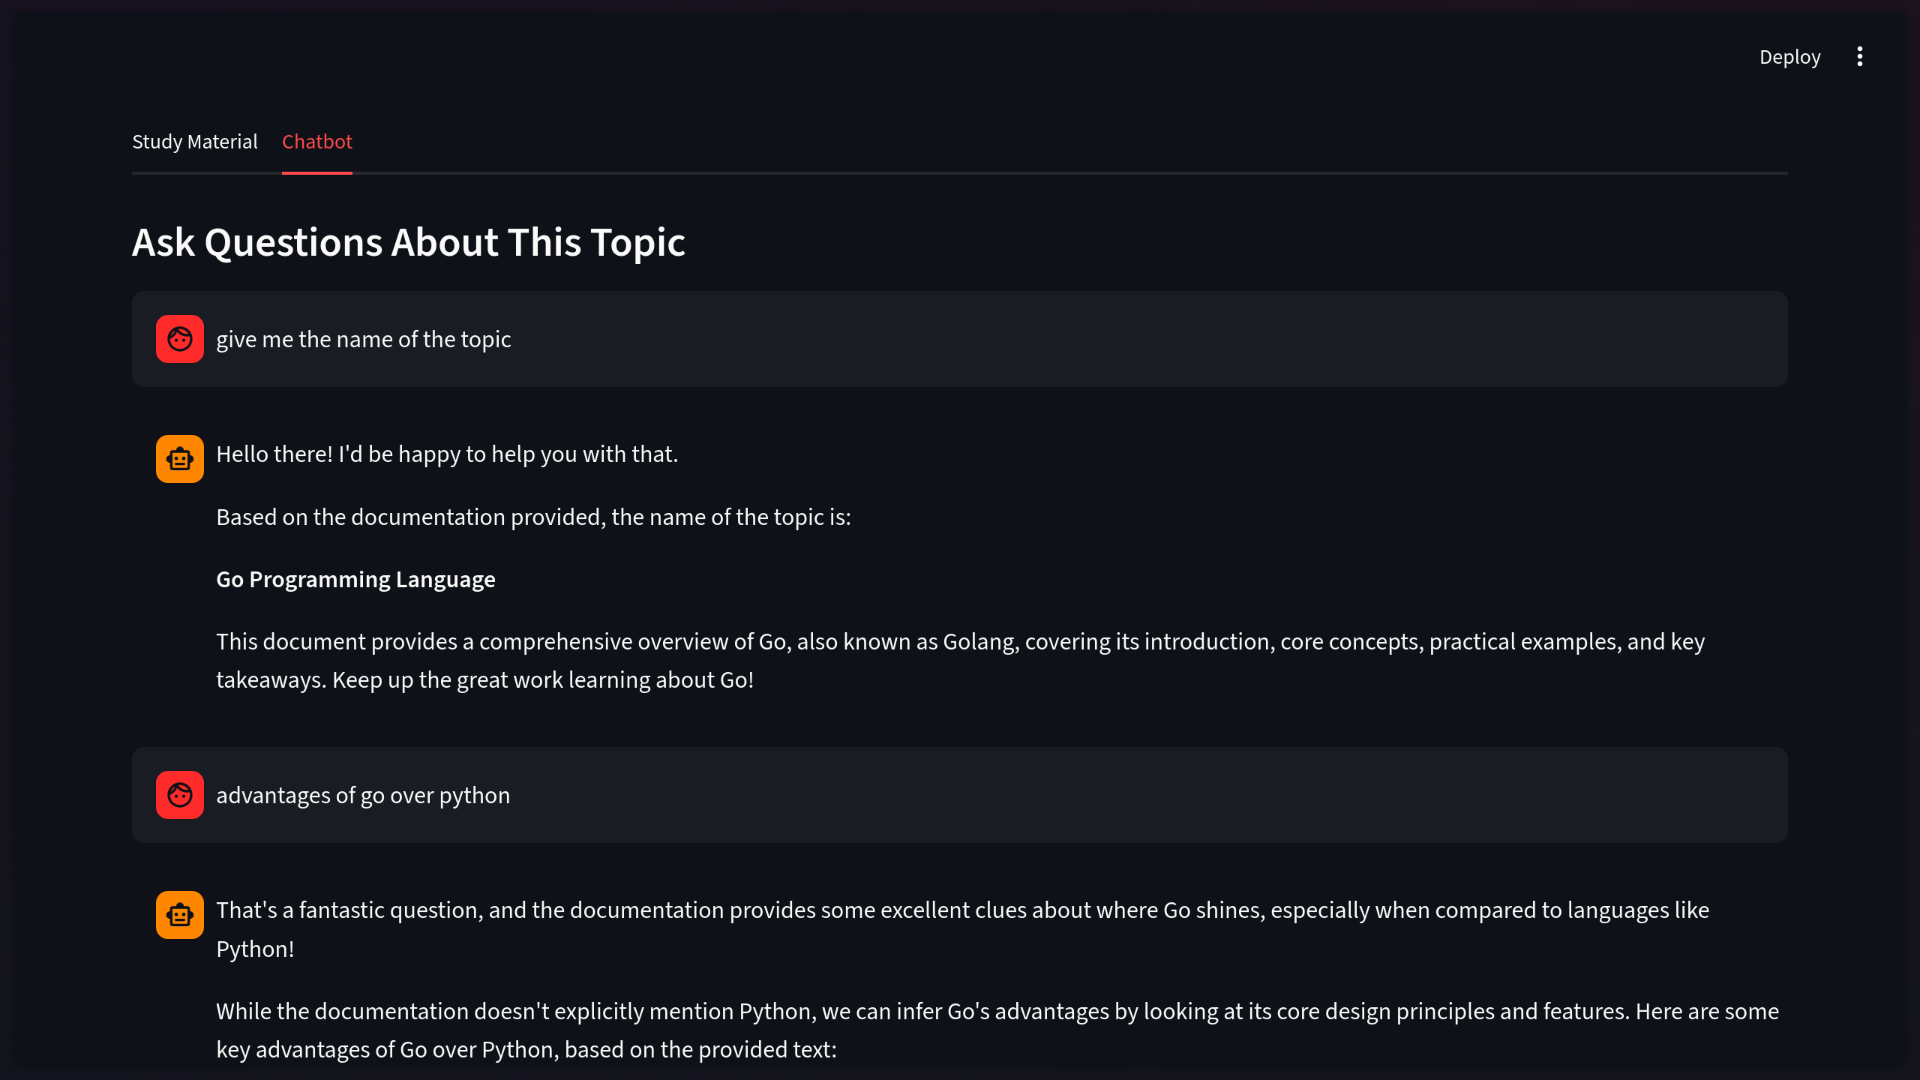 Deploy
Study Material Chatbot
Ask Questions About This Topic
give me the name of the topic
Hello there! I'd be happy to help you with that.
Based on the documentation provided, the name of the topic is:
Go Programming Language
This document provides a comprehensive overview of Go, also known as Golang, covering its introduction, core concepts, practical examples, and key
takeaways. Keep up the great work learning about Go!
advantages of go over python
That's a fantastic question, and the documentation provides some excellent clues about where Go shines, especially when compared to languages like
Python!
While the documentation doesn't explicitly mention Python, we can infer Go's advantages by looking at its core design principles and features. Here are some
key advantages of Go over Python, based on the provided text: